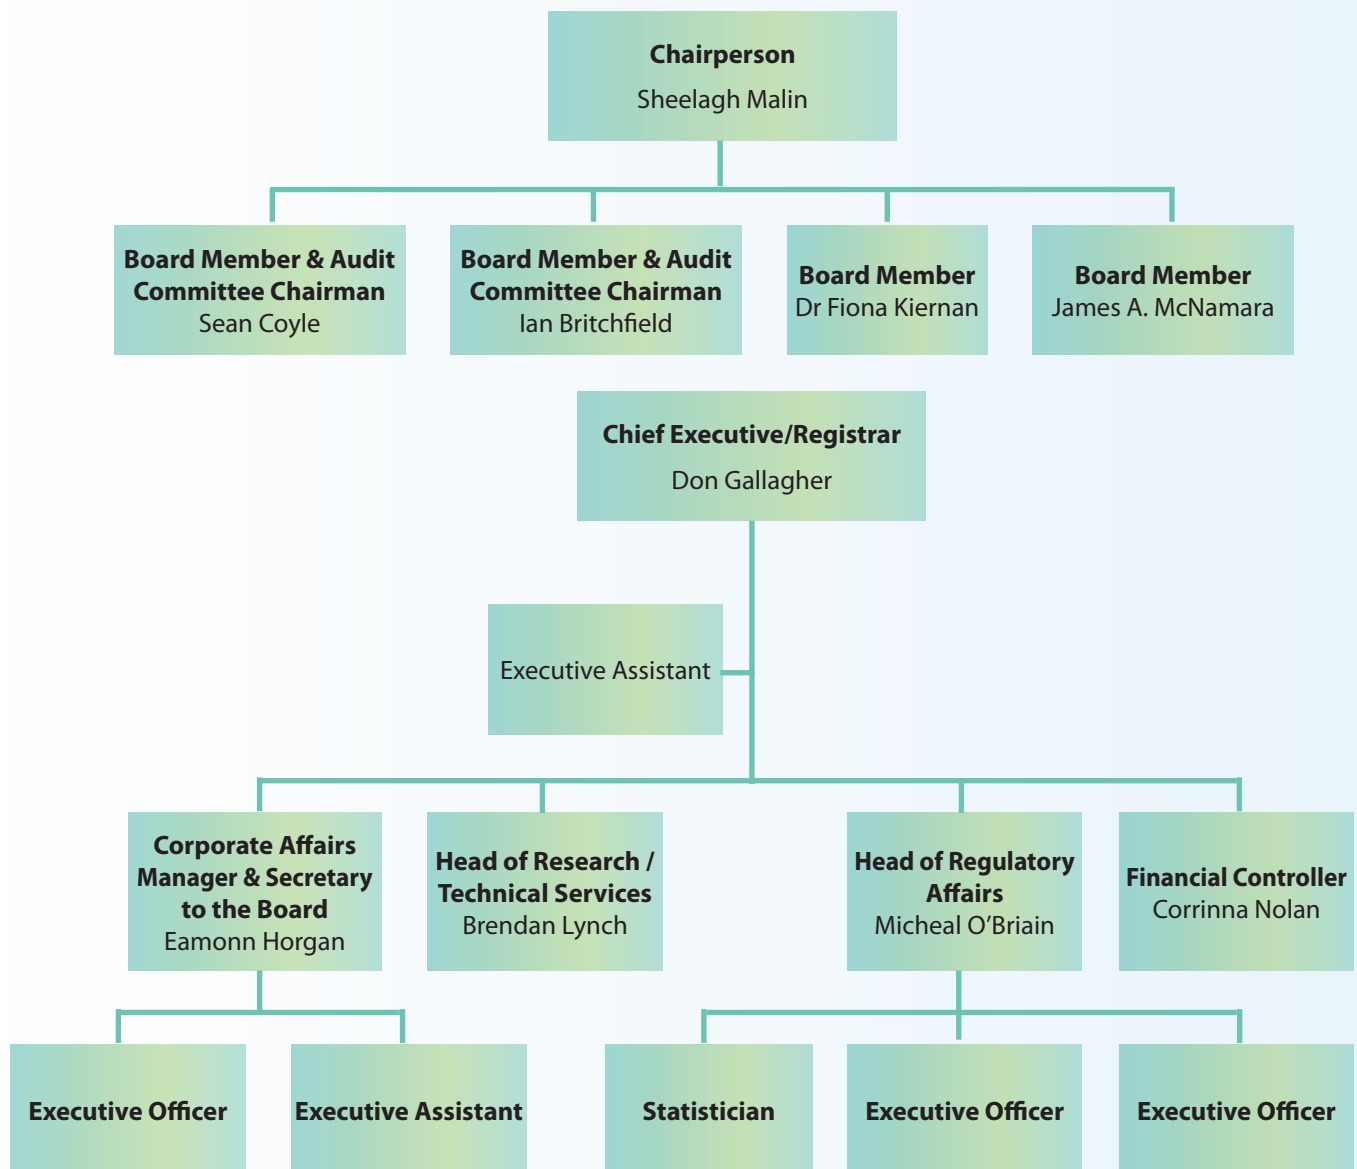 Chairperson
Sheelagh Malin
Board Member & Audit
Committee Chairman
Sean Coyle
Board Member & Audit
Committee Chairman
Ian Britchfield
Board Member
Dr Fiona Kiernan
Board Member
James A. McNamara
Chief Executive/Registrar
Don Gallagher
Executive Assistant
Corporate Affairs
Manager & Secretary
to the Board
Eamonn Horgan
Head of Research /
Technical Services
Brendan Lynch
Head of Regulatory
Affairs
Micheal O’Briain
Financial Controller
Corrinna Nolan
Executive Officer
Executive Assistant
Statistician
Executive Officer
Executive Officer